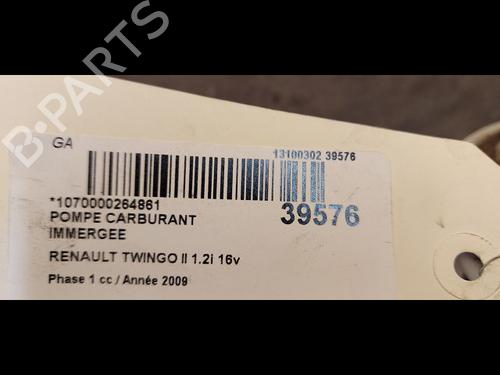 B-PARTS
GA
13100302 39576
*1070000264861
39576
POMPE CARBURANT
IMMERGEE
RENAULT TWINGO II 1.2i 16v
Phase 1 cc / Année 2009